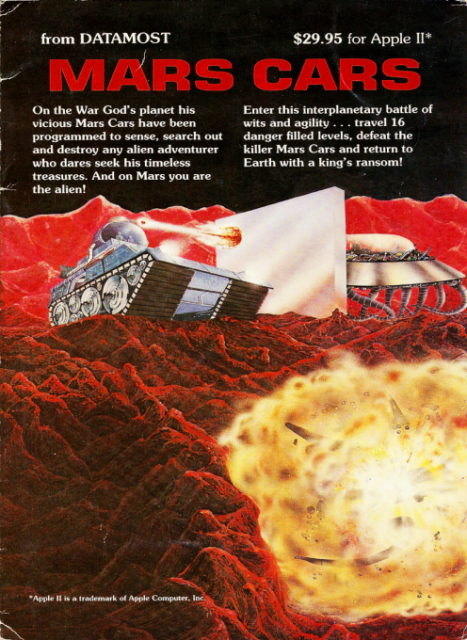 from DATAMOST
$29.95 for Apple II*
MARS CARS
On the War God's planet his
vicious Mars Cars have been
programmed to sense, search out
and destroy any alien adventurer
who dares seek his timeless
treasures. And on Mars you are
the alien!
Enter this interplanetary battle of
wits and agility . . . travel 16
danger filled levels, defeat the
killer Mars Cars and return to
Earth with a king's ransom!
*Apple II is a trademark of Apple Computer, Inc